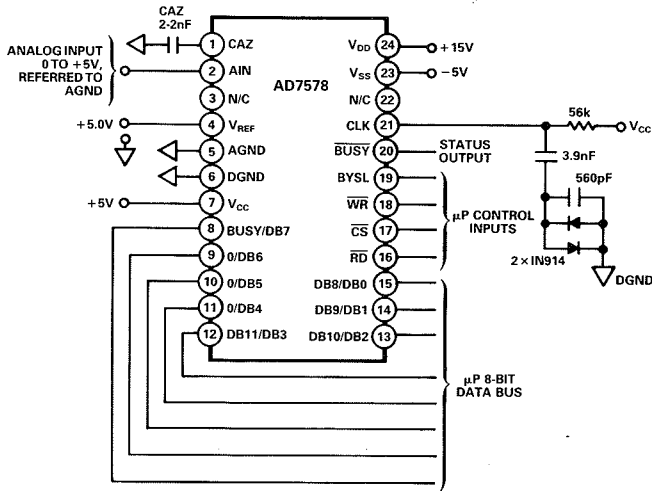 CAZ
2-2nF
ANALOG INPUT
0 TO +5V,
REFERRED TO
AGND
+5.0V
+5V
AD7578
1 CAZ
2 AIN
3 N/C
4 VREF
5 AGND
6 DGND
7 VCC
8 BUSY/DB7
9 0/DB6
10 0/DB5
11 0/DB4
12 DB11/DB3
VDD 24
VSS 23
N/C 22
CLK 21
BUSY 20
BYSL 19
WR 18
CS 17
RD 16
DB8/DB0 15
DB9/DB1 14
DB10/DB2 13
+15V
−5V
56k
VCC
STATUS
OUTPUT
3.9nF
560pF
µP CONTROL
INPUTS
2 × IN914
DGND
µP 8-BIT
DATA BUS